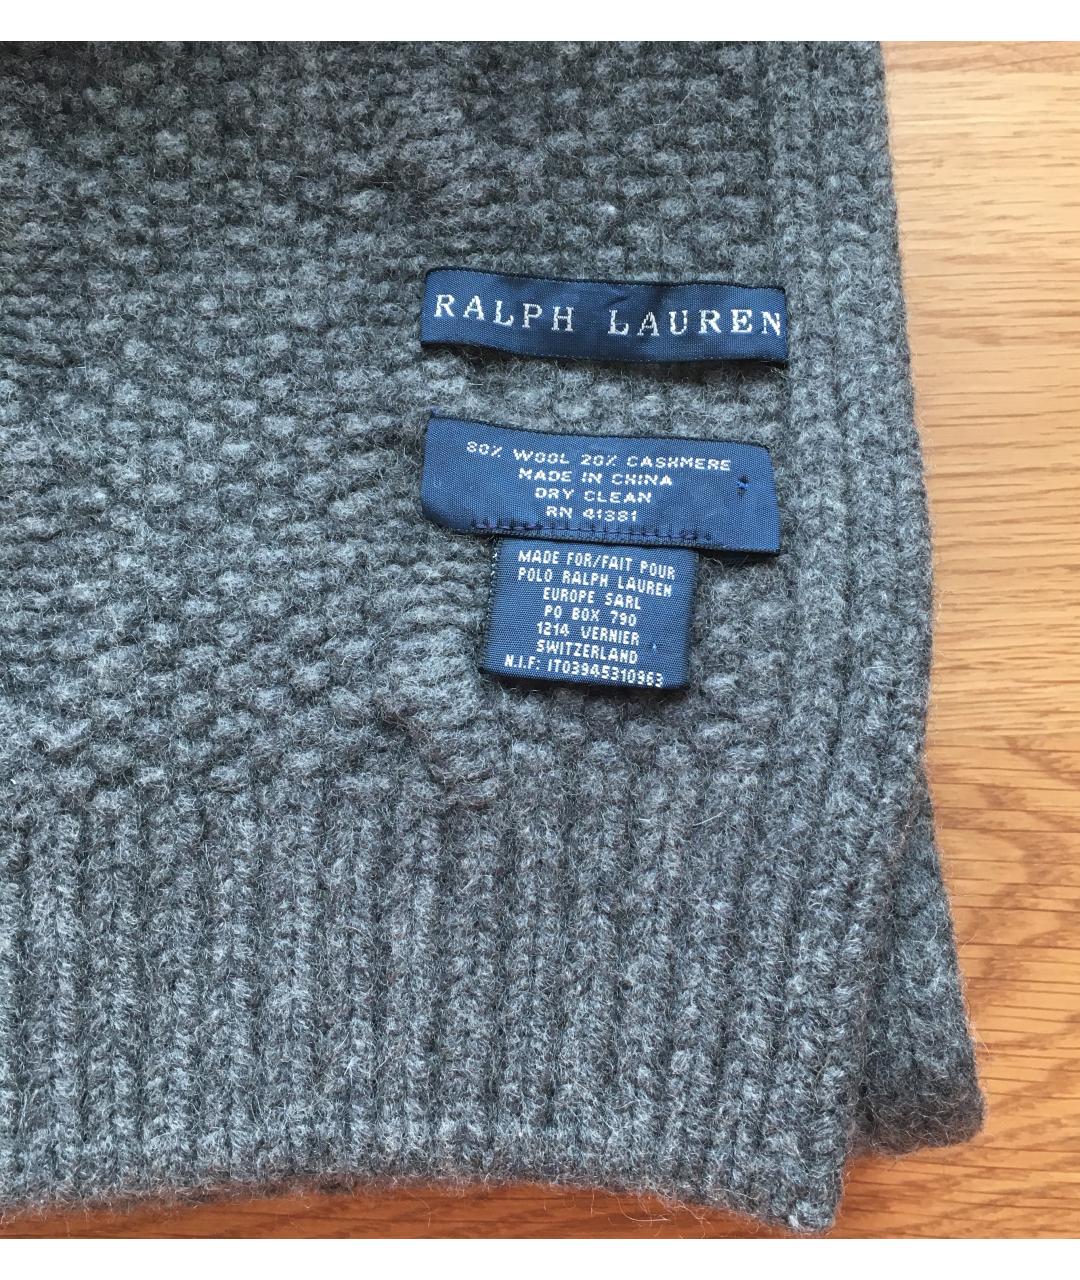 RALPH LAUREN
80% WOOL 20% CASHMERE
MADE IN CHINA
DRY CLEAN
RN 41381
MADE FOR/FAIT POUR
POLO RALPH LAUREN
EUROPE SARL
PO BOX 790
1214 VERNIER
SWITZERLAND
N.I.F: IT03945310963